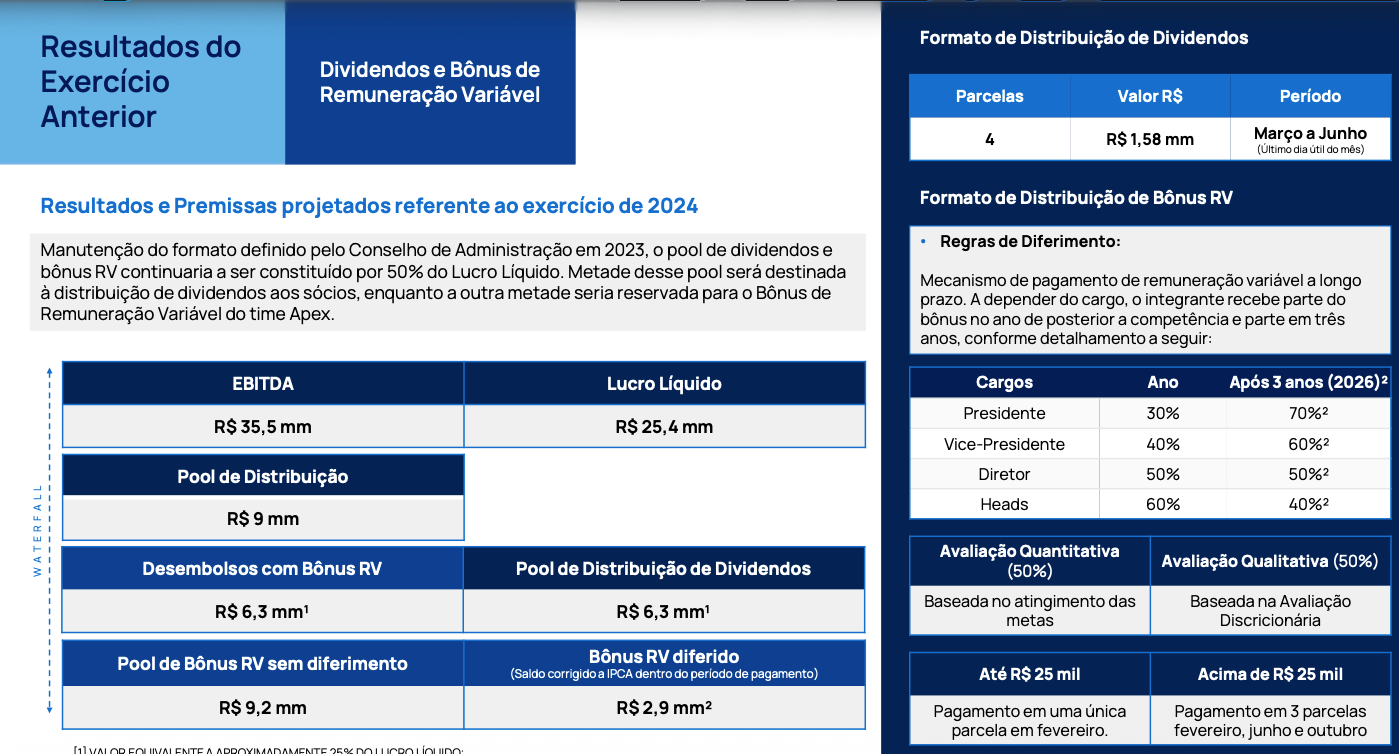 Resultados do
Exercício
Anterior
Dividendos e Bônus de
Remuneração Variável
Resultados e Premissas projetados referente ao exercício de 2024
Manutenção do formato definido pelo Conselho de Administração em 2023, o pool de dividendos e
bônus RV continuaria a ser constituído por 50% do Lucro Líquido. Metade desse pool será destinada
à distribuição de dividendos aos sócios, enquanto a outra metade seria reservada para o Bônus de
Remuneração Variável do time Apex.
WATERFALL
EBITDA
Lucro Líquido
R$ 35,5 mm
R$ 25,4 mm
Pool de Distribuição
R$ 9 mm
Desembolsos com Bônus RV
Pool de Distribuição de Dividendos
R$ 6,3 mm¹
R$ 6,3 mm¹
Pool de Bônus RV sem diferimento
Bônus RV diferido
(Saldo corrigido a IPCA dentro do período de pagamento)
R$ 9,2 mm
R$ 2,9 mm²
[1] VALOR EQUIVALENTE A APROXIMADAMENTE 25% DO LUCRO LÍQUIDO;
Formato de Distribuição de Dividendos
Parcelas
Valor R$
Período
4
R$ 1,58 mm
Março a Junho
(Último dia útil do mês)
Formato de Distribuição de Bônus RV
• Regras de Diferimento:
Mecanismo de pagamento de remuneração variável a longo
prazo. A depender do cargo, o integrante recebe parte do
bônus no ano de posterior a competência e parte em três
anos, conforme detalhamento a seguir:
Cargos
Ano
Após 3 anos (2026)²
Presidente
30%
70%²
Vice-Presidente
40%
60%²
Diretor
50%
50%²
Heads
60%
40%²
Avaliação Quantitativa
(50%)
Avaliação Qualitativa (50%)
Baseada no atingimento das
metas
Baseada na Avaliação
Discricionária
Até R$ 25 mil
Acima de R$ 25 mil
Pagamento em uma única
parcela em fevereiro.
Pagamento em 3 parcelas
fevereiro, junho e outubro